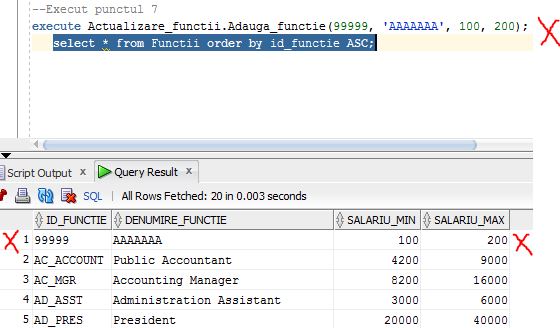 --Execut punctul 7
execute Actualizare_functii.Adauga_functie(99999, 'AAAAAAA', 100, 200);
select * from Functii order by id_functie ASC;
Script Output x Query Result x
SQL | All Rows Fetched: 20 in 0.003 seconds
ID_FUNCTIE DENUMIRE_FUNCTIE SALARIU_MIN SALARIU_MAX
1 99999 AAAAAAA 100 200
2 AC_ACCOUNT Public Accountant 4200 9000
3 AC_MGR Accounting Manager 8200 16000
4 AD_ASST Administration Assistant 3000 6000
5 AD_PRES President 20000 40000